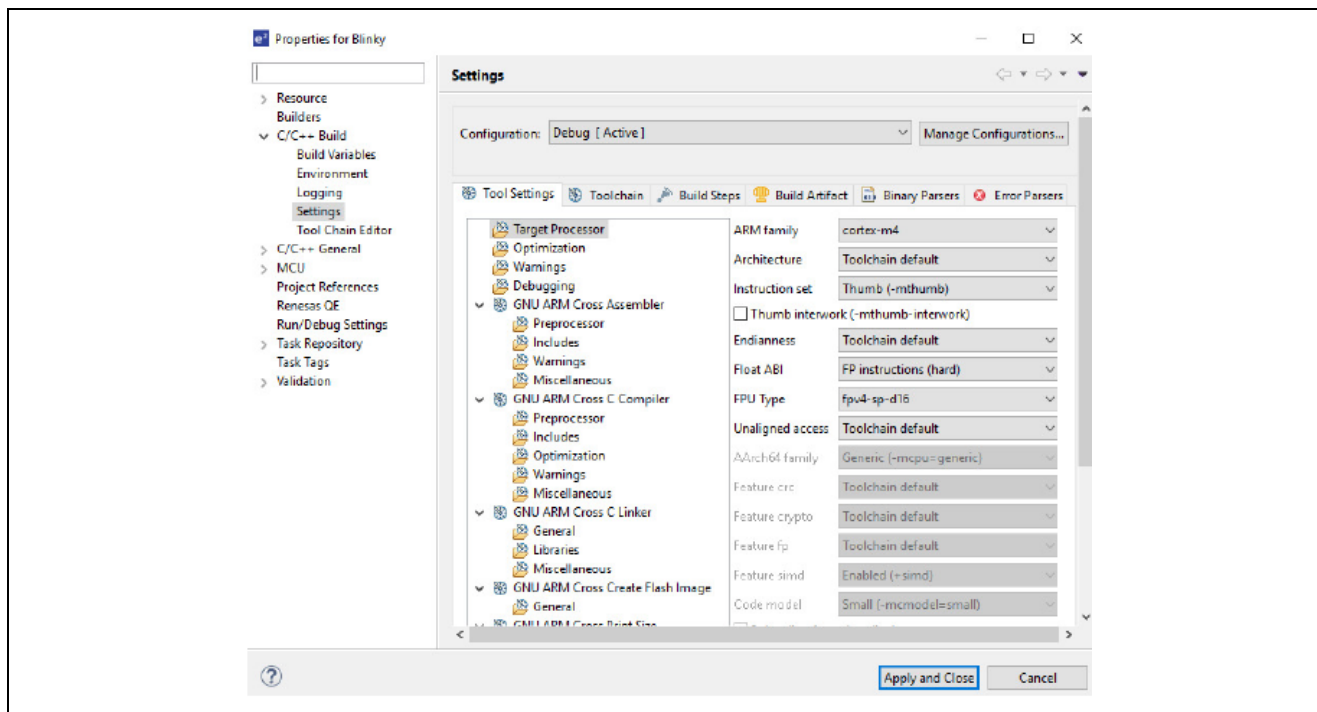 e² Properties for Blinky
Settings
Resource
Builders
C/C++ Build
Build Variables
Environment
Logging
Settings
Tool Chain Editor
C/C++ General
MCU
Project References
Renesas QE
Run/Debug Settings
Task Repository
Task Tags
Validation
Configuration: Debug [ Active ] Manage Configurations...
Tool Settings Toolchain Build Steps Build Artifact Binary Parsers Error Parsers
Target Processor
Optimization
Warnings
Debugging
GNU ARM Cross Assembler
Preprocessor
Includes
Warnings
Miscellaneous
GNU ARM Cross C Compiler
Preprocessor
Includes
Optimization
Warnings
Miscellaneous
GNU ARM Cross C Linker
General
Libraries
Miscellaneous
GNU ARM Cross Create Flash Image
General
GNU ARM Cross Print Size
ARM family cortex-m4
Architecture Toolchain default
Instruction set Thumb (-mthumb)
Thumb interwork (-mthumb-interwork)
Endianness Toolchain default
Float ABI FP instructions (hard)
FPU Type fpv4-sp-d16
Unaligned access Toolchain default
AArch64 family Generic (-mcpu=generic)
Feature crc Toolchain default
Feature crypto Toolchain default
Feature fp Toolchain default
Feature simd Enabled (+simd)
Code model Small (-mcmodel=small)
? Apply and Close Cancel